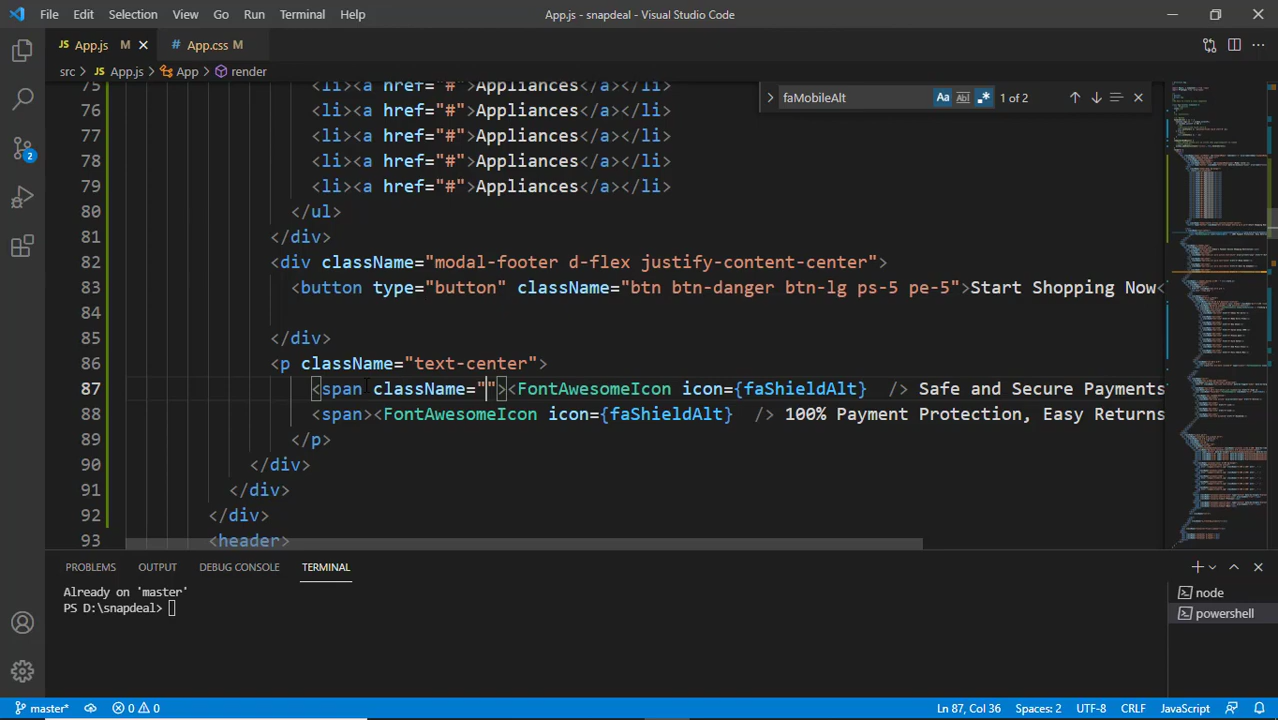 File Edit Selection View Go Run Terminal Help App.js - snapdeal - Visual Studio Code
JS App.js M # App.css M
src > JS App.js > App > render
faMobileAlt Aa Abl .* 1 of 2
75 <li><a href="#">Appliances</a></li>
76 <li><a href="#">Appliances</a></li>
77 <li><a href="#">Appliances</a></li>
78 <li><a href="#">Appliances</a></li>
79 <li><a href="#">Appliances</a></li>
80 </ul>
81 </div>
82 <div className="modal-footer d-flex justify-content-center">
83 <button type="button" className="btn btn-danger btn-lg ps-5 pe-5">Start Shopping Now<
84
85 </div>
86 <p className="text-center">
87 <span className=""><FontAwesomeIcon icon={faShieldAlt} /> Safe and Secure Payments
88 <span><FontAwesomeIcon icon={faShieldAlt} /> 100% Payment Protection, Easy Returns
89 </p>
90 </div>
91 </div>
92 </div>
93 <header>
PROBLEMS OUTPUT DEBUG CONSOLE TERMINAL
Already on 'master'
PS D:\snapdeal>
node
powershell
2
master* 0 0 Ln 87, Col 36 Spaces: 2 UTF-8 CRLF JavaScript